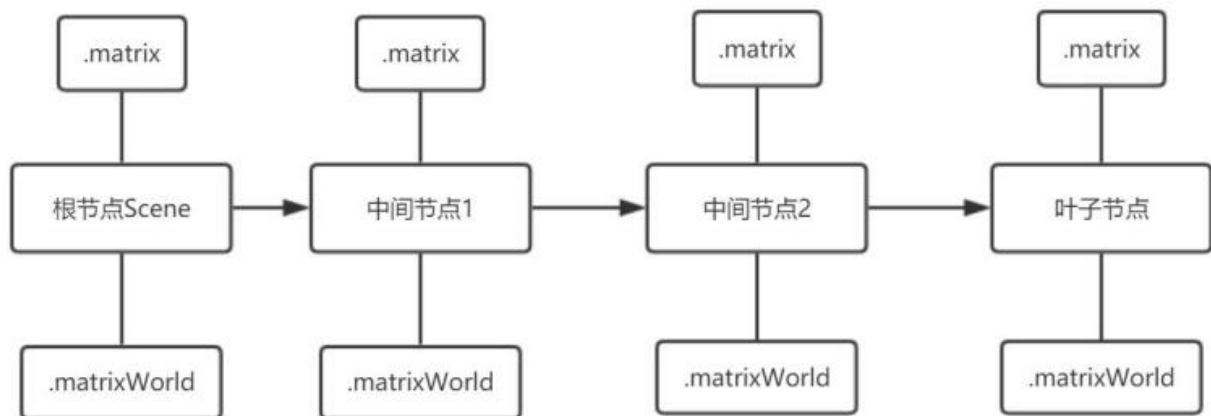 .matrix
.matrix
.matrix
.matrix
根节点Scene
中间节点1
中间节点2
叶子节点
.matrixWorld
.matrixWorld
.matrixWorld
.matrixWorld